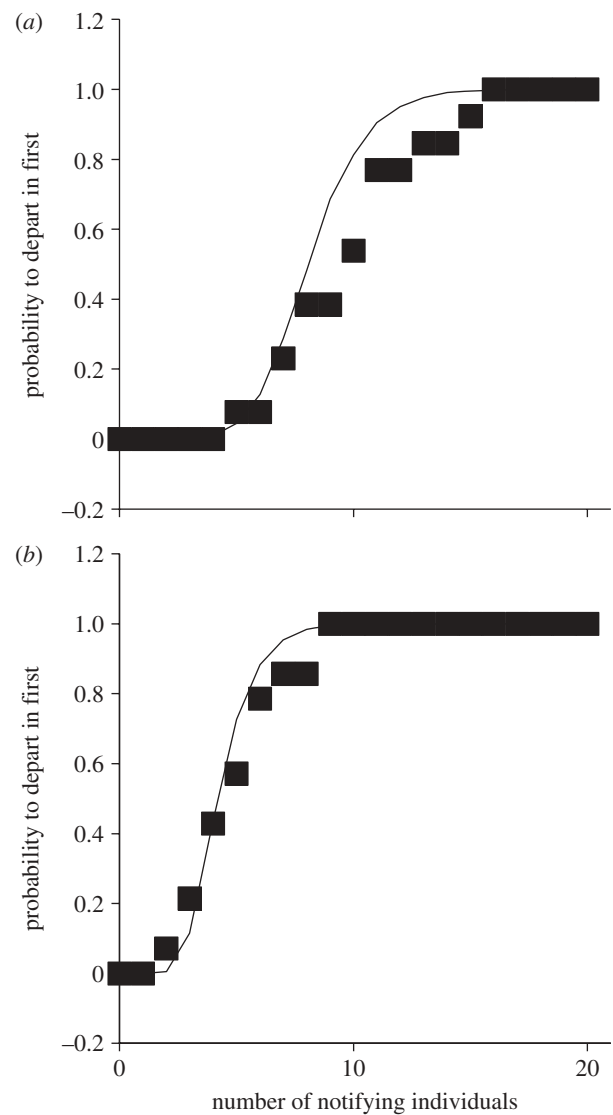 (a)
1.2
1.0
0.8
0.6
0.4
0.2
0
–0.2
probability to depart in first
(b)
1.2
1.0
0.8
0.6
0.4
0.2
0
–0.2
probability to depart in first
0 10 20
number of notifying individuals